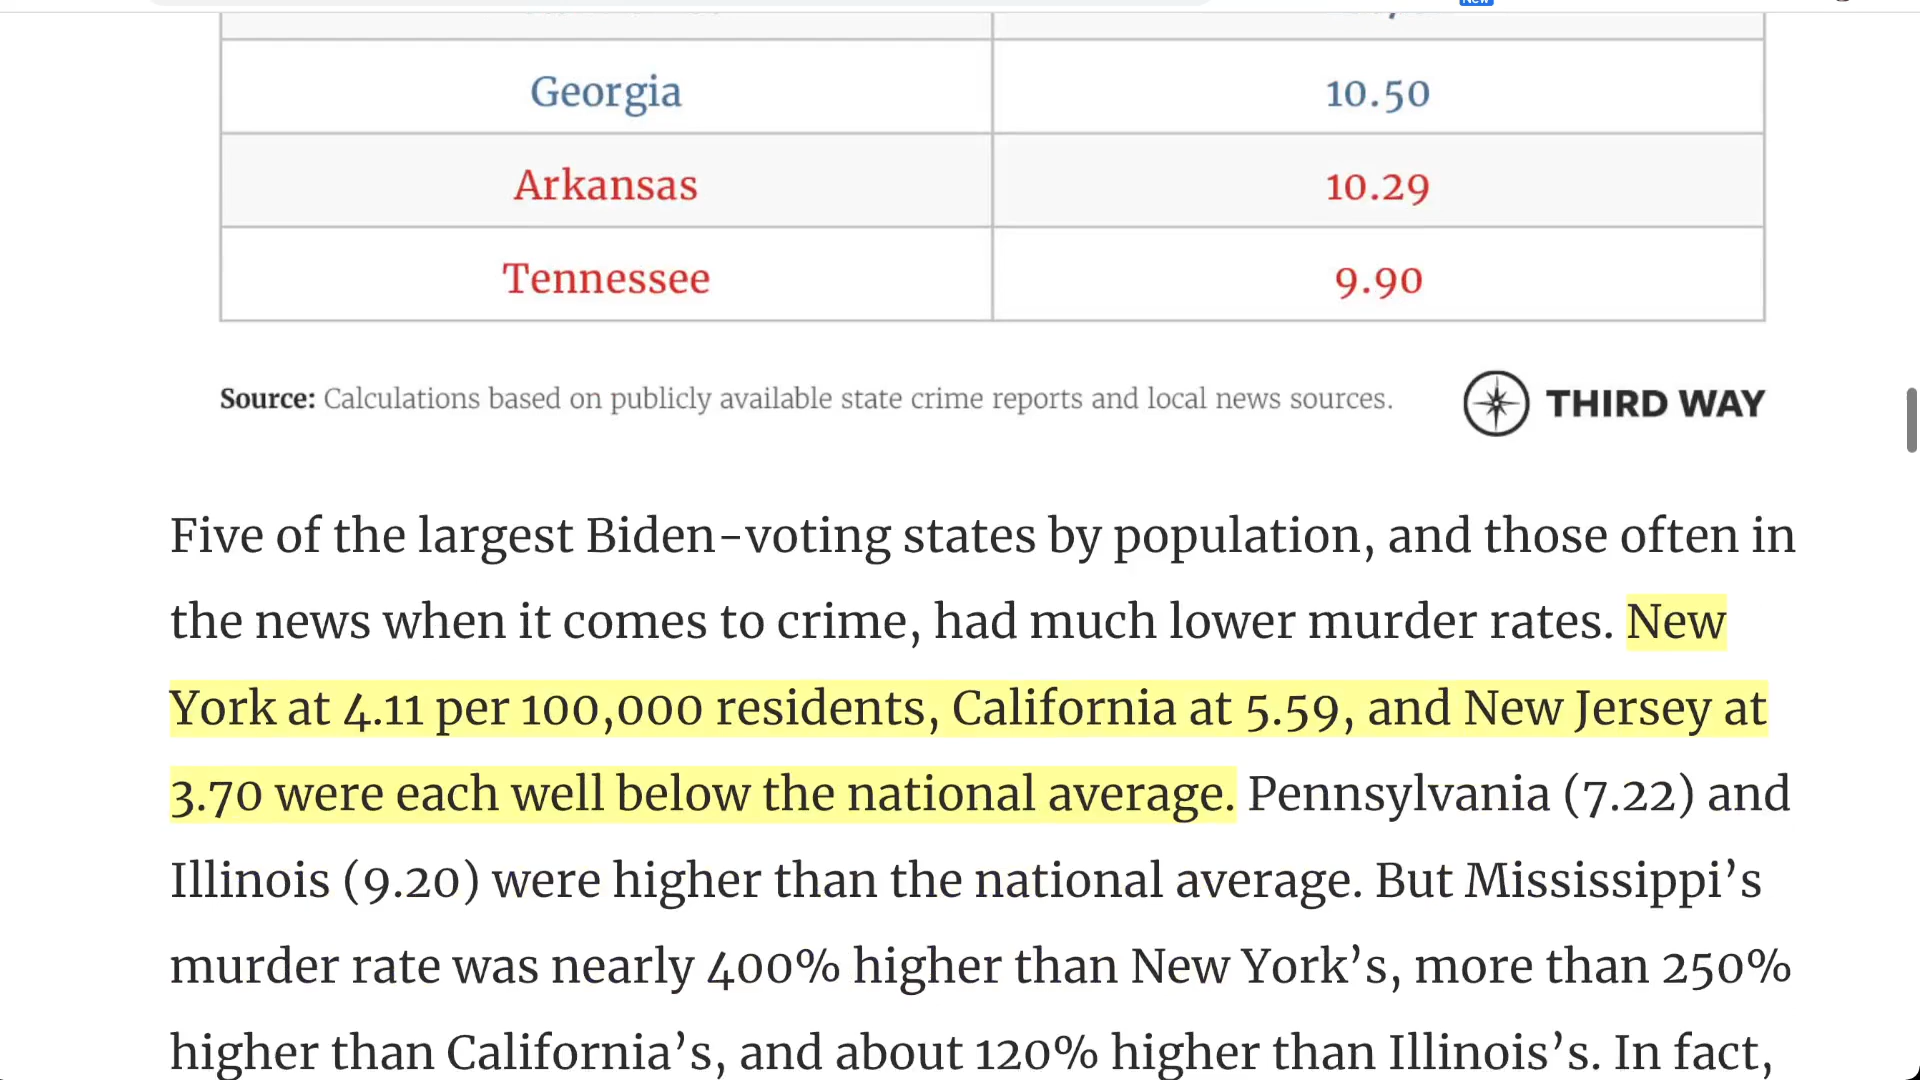 New
Georgia 10.50
Arkansas 10.29
Tennessee 9.90
Source: Calculations based on publicly available state crime reports and local news sources.
THIRD WAY
Five of the largest Biden-voting states by population, and those often in
the news when it comes to crime, had much lower murder rates. New
York at 4.11 per 100,000 residents, California at 5.59, and New Jersey at
3.70 were each well below the national average. Pennsylvania (7.22) and
Illinois (9.20) were higher than the national average. But Mississippi’s
murder rate was nearly 400% higher than New York’s, more than 250%
higher than California’s, and about 120% higher than Illinois’s. In fact,